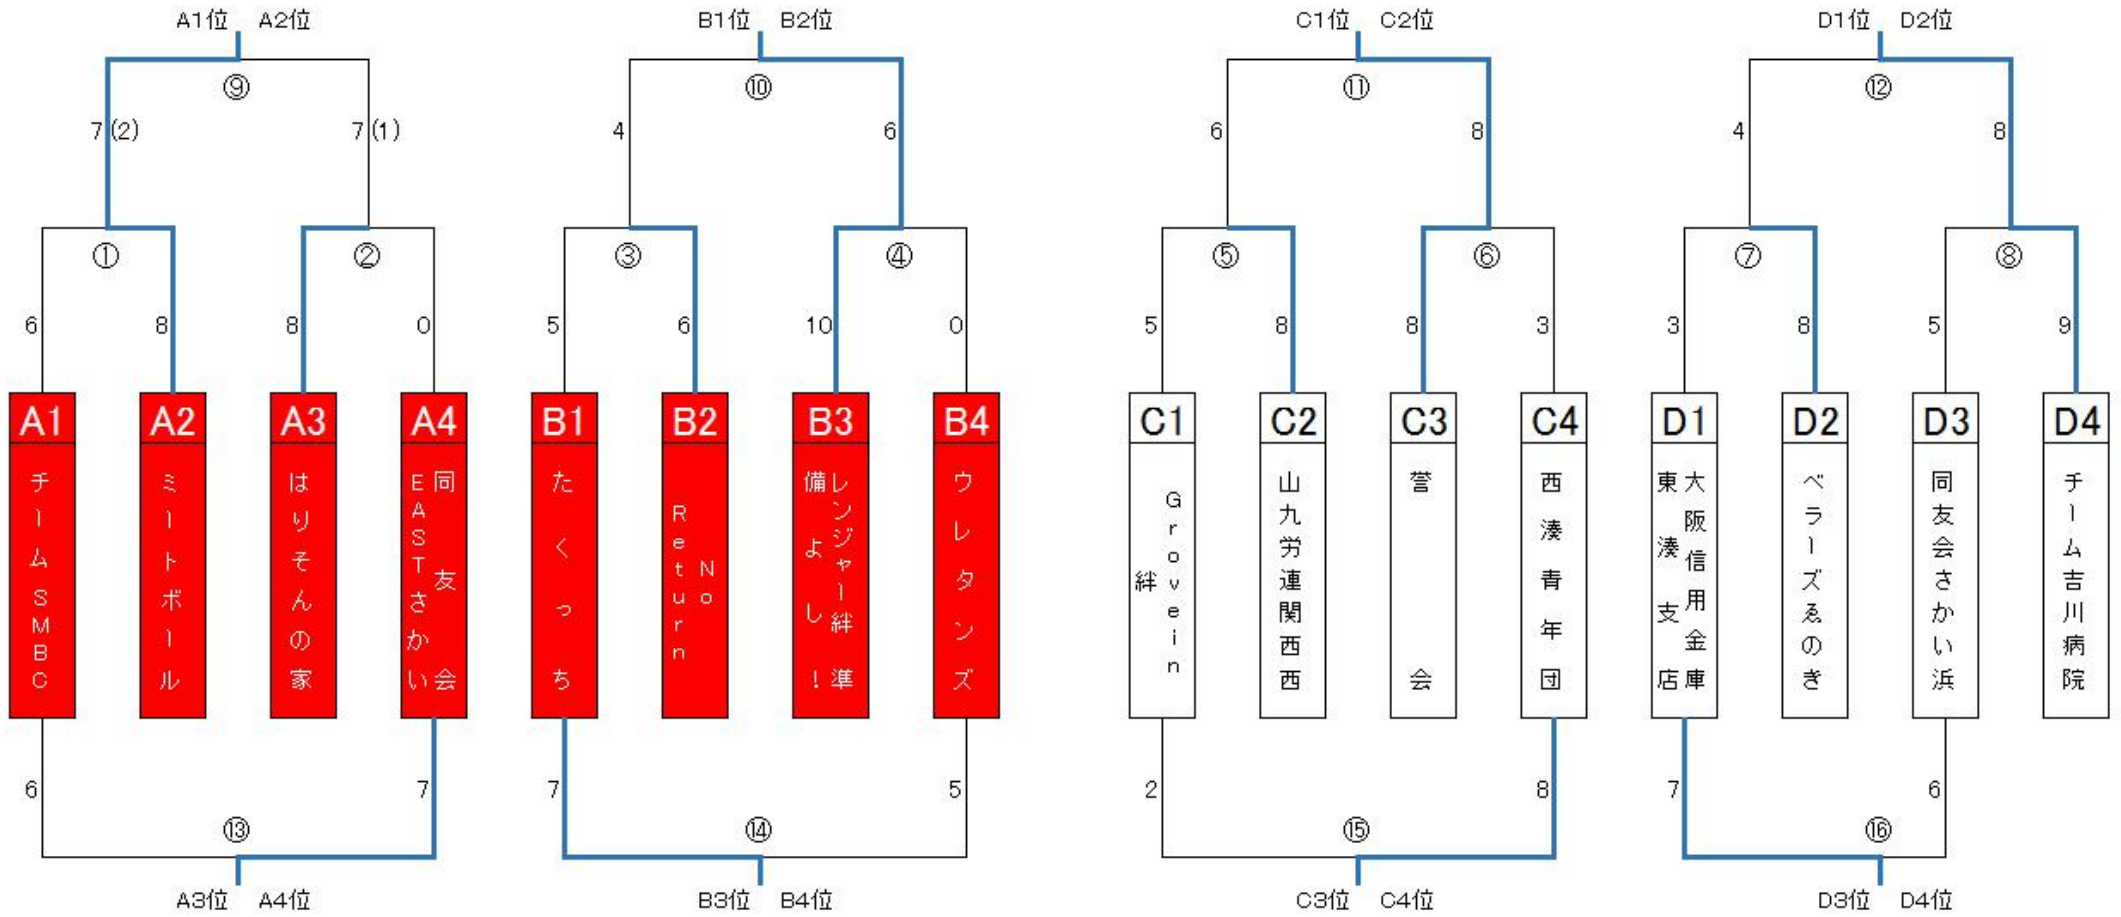 A1位 A2位 B1位 B2位 C1位 C2位 D1位 D2位
⑨ ⑩ ⑪ ⑫
7(2) 7(1) 4 6 6 8 4 8
① ② ③ ④ ⑤ ⑥ ⑦ ⑧
6 8 8 0 5 6 10 0 5 8 8 3 3 8 5 9
A1 A2 A3 A4 B1 B2 B3 B4 C1 C2 C3 C4 D1 D2 D3 D4
チームSMBC
ミートボール
はりそんの家
同友会
EASTさかい
たくっち
No
Return
レンジャー絆準
備よし!
ウレタンズ
Grovein
絆
山九労連関西西
誉会
西湊青年団
大阪信用金庫
東湊支店
ベラーズゑのき
同友会さかい浜
チーム吉川病院
6 7 7 5 2 8 7 6
⑬ ⑭ ⑮ ⑯
A3位 A4位 B3位 B4位 C3位 C4位 D3位 D4位